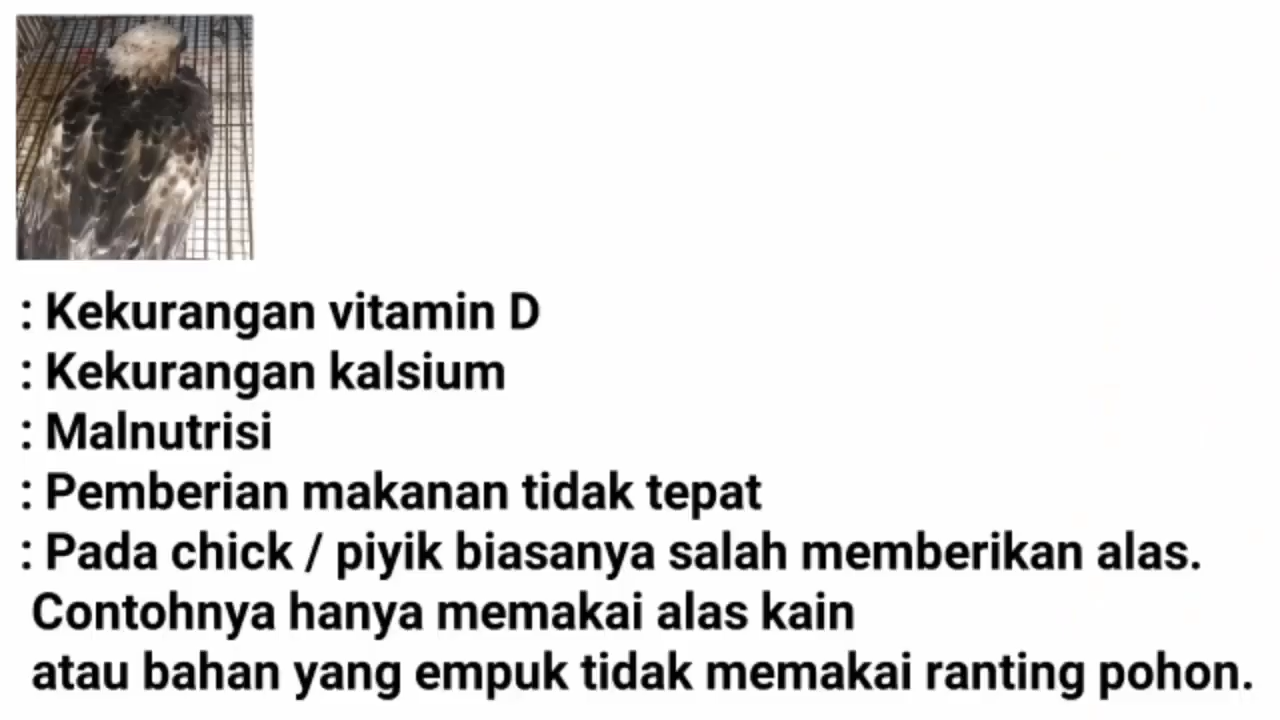 : Kekurangan vitamin D
: Kekurangan kalsium
: Malnutrisi
: Pemberian makanan tidak tepat
: Pada chick / piyik biasanya salah memberikan alas.
Contohnya hanya memakai alas kain
atau bahan yang empuk tidak memakai ranting pohon.